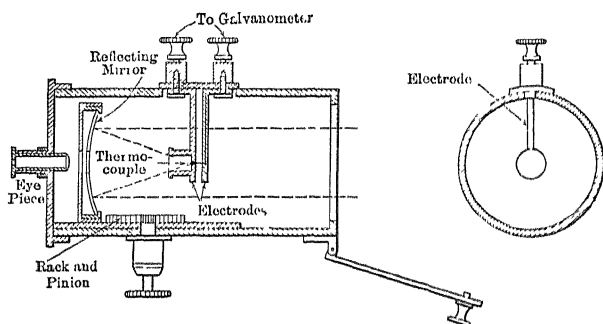 To Galvanometer
Reflecting
Mirror
Electrode
Thermo-
couple
Eye
Piece
Electrodes
Rack and
Pinion